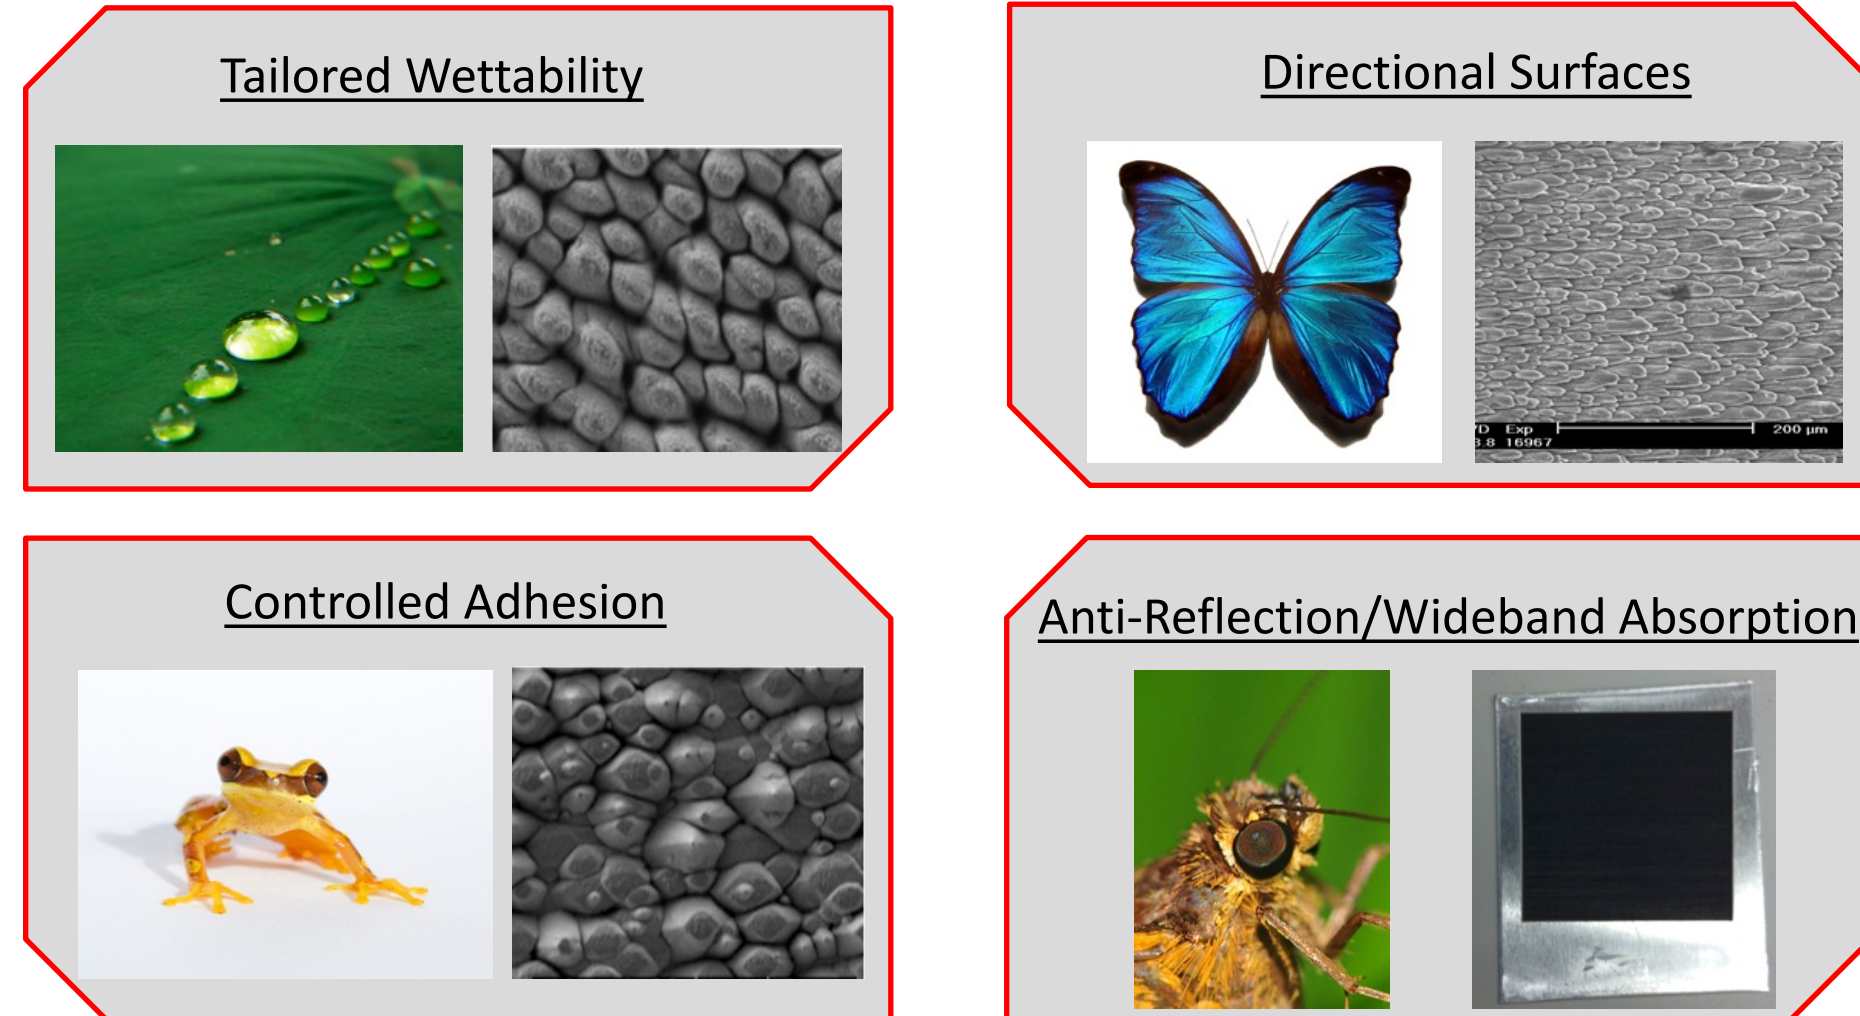 Tailored Wettability
Directional Surfaces
Exp 200 µm
16967
Controlled Adhesion
Anti-Reflection/Wideband Absorption